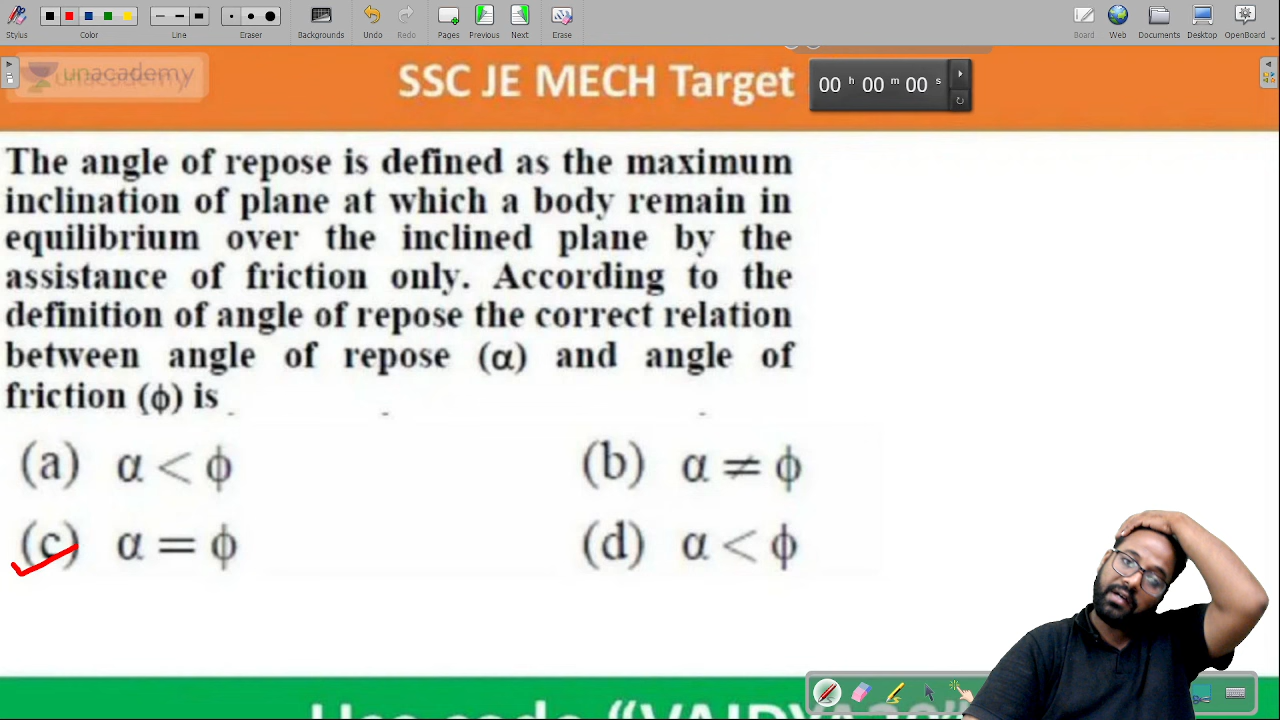 Stylus Color Line Eraser Backgrounds Undo Redo Pages Previous Next Erase Board Web Documents Desktop OpenBoard
unacademy
SSC JE MECH Target
00 h 00 m 00 s
The angle of repose is defined as the maximum
inclination of plane at which a body remain in
equilibrium over the inclined plane by the
assistance of friction only. According to the
definition of angle of repose the correct relation
between angle of repose (α) and angle of
friction (ϕ) is
(a) α < ϕ (b) α ≠ ϕ
(c) α = ϕ (d) α < ϕ
Use code “VAIDYA10”